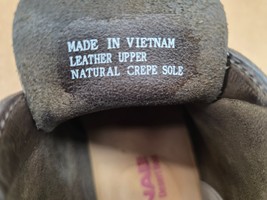 MADE IN VIETNAM
LEATHER UPPER
NATURAL CREPE SOLE